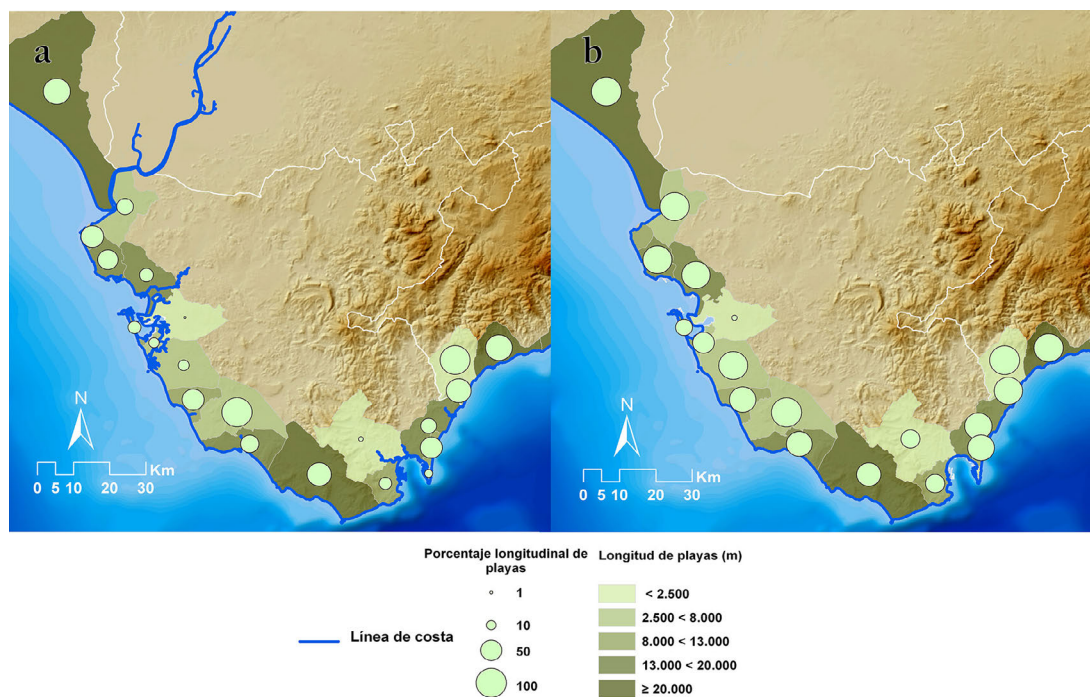 a
b
N
N
Km
0 5 10 20 30
Km
0 5 10 20 30
Porcentaje longitudinal de
playas
Longitud de playas (m)
1
10
50
100
Línea de costa
< 2.500
2.500 < 8.000
8.000 < 13.000
13.000 < 20.000
≥ 20.000